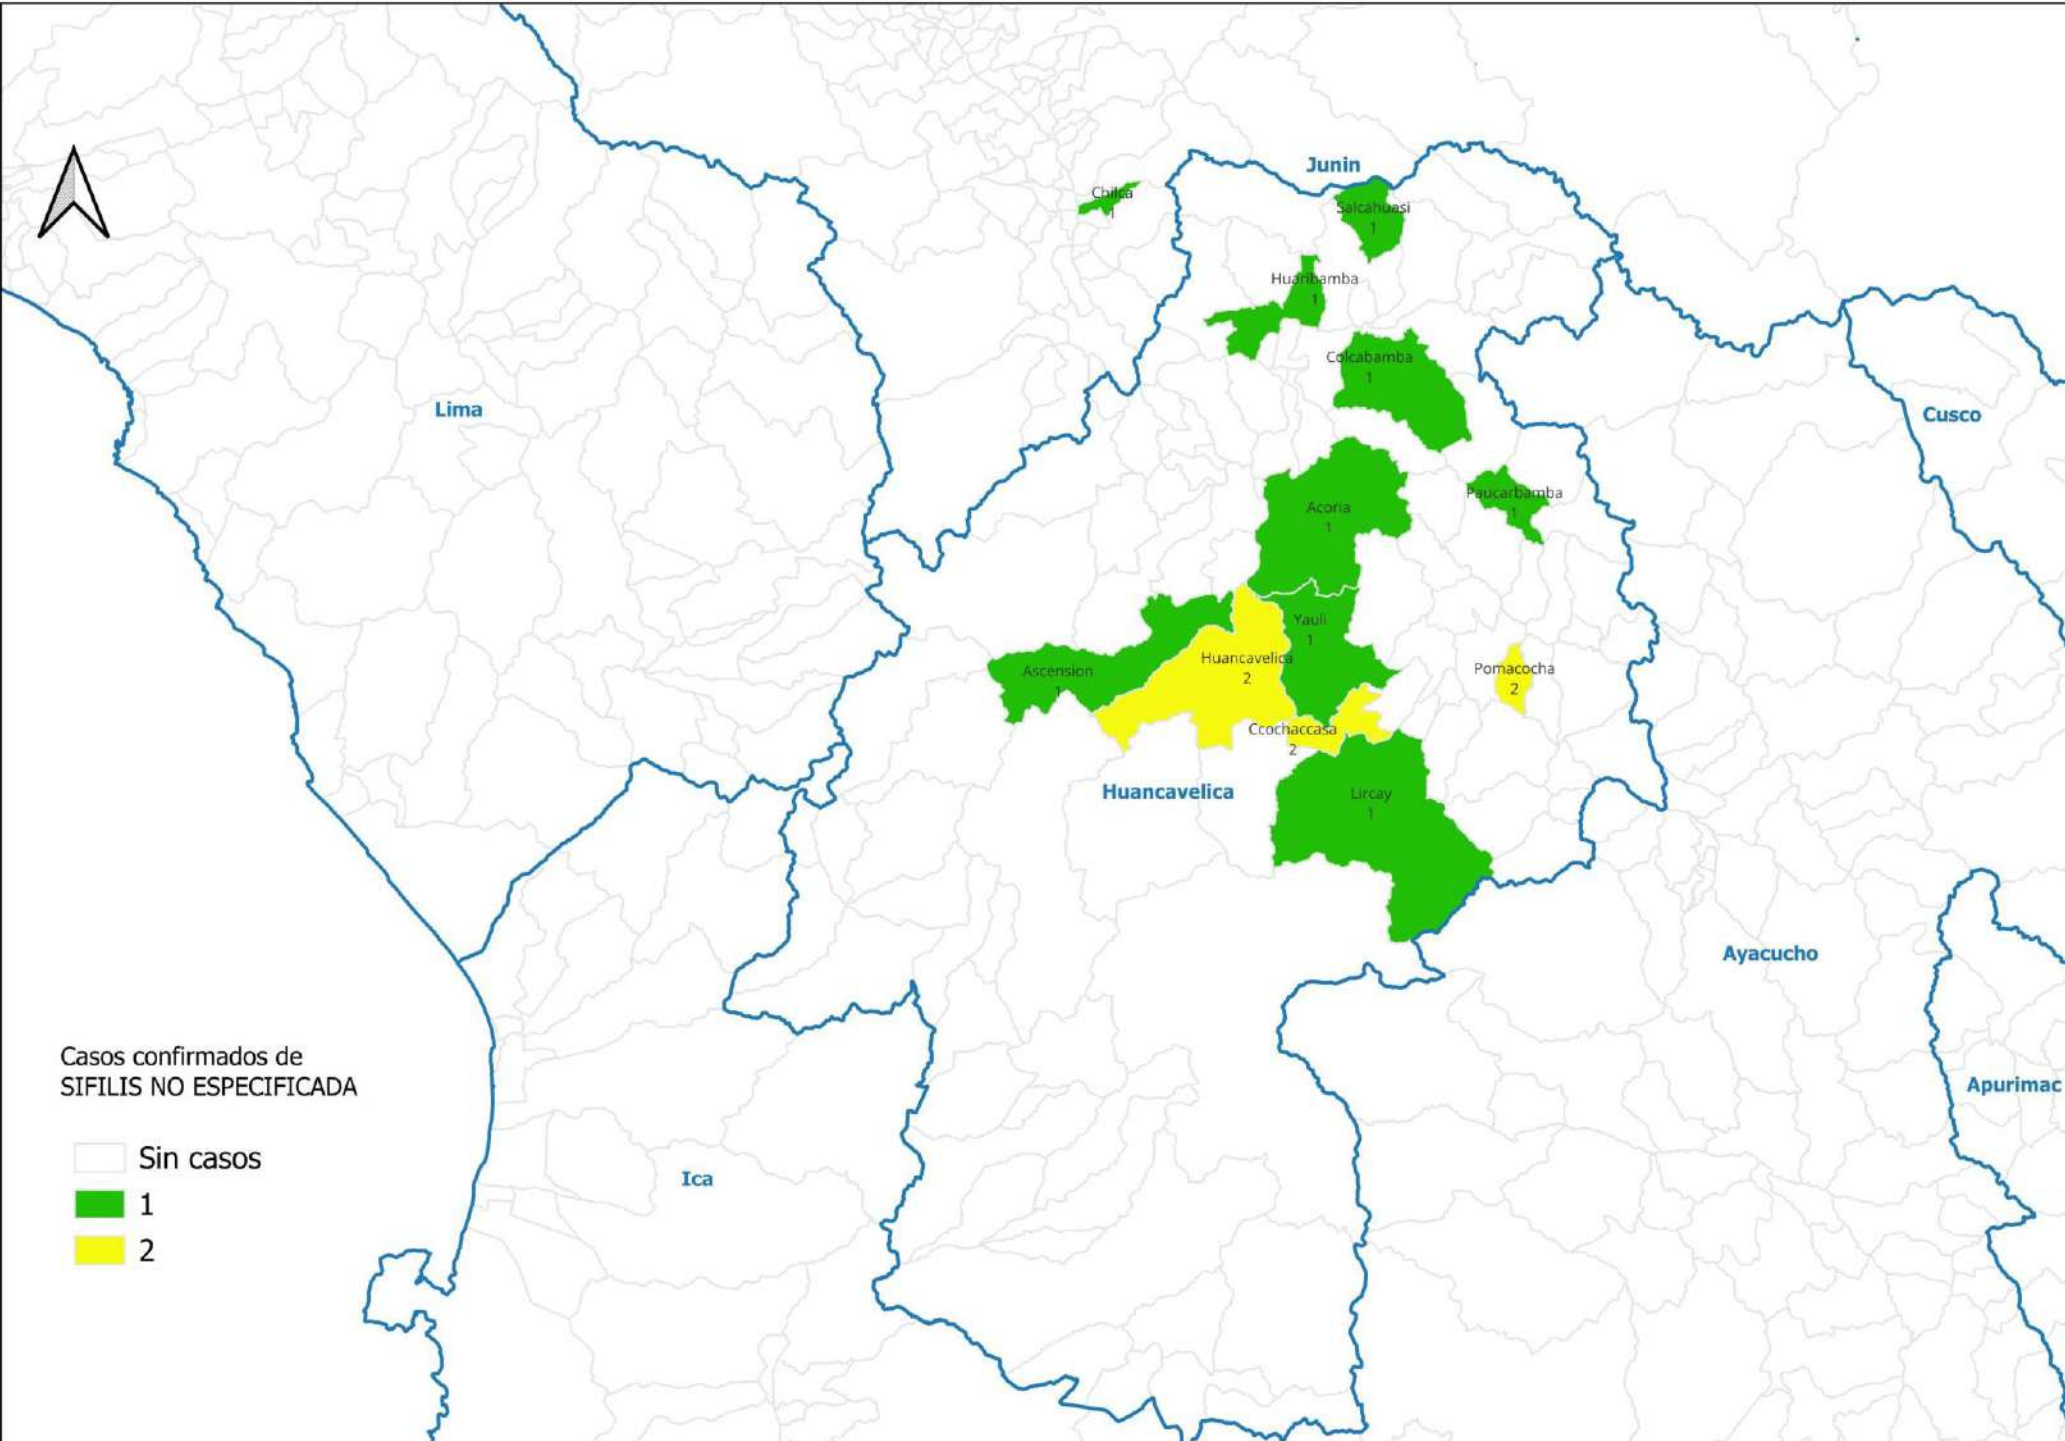 Junin
Chilca
1
Salcahuasi
1
Huaribamba
1
Colcabamba
1
Lima
Cusco
Acoria
1
Paucarbamba
1
Yauli
1
Huancavelica
2
Ascension
1
Pomacocha
2
Ccochaccasa
2
Huancavelica
Lircay
1
Ayacucho
Apurimac
Ica
Casos confirmados de
SIFILIS NO ESPECIFICADA
Sin casos
1
2